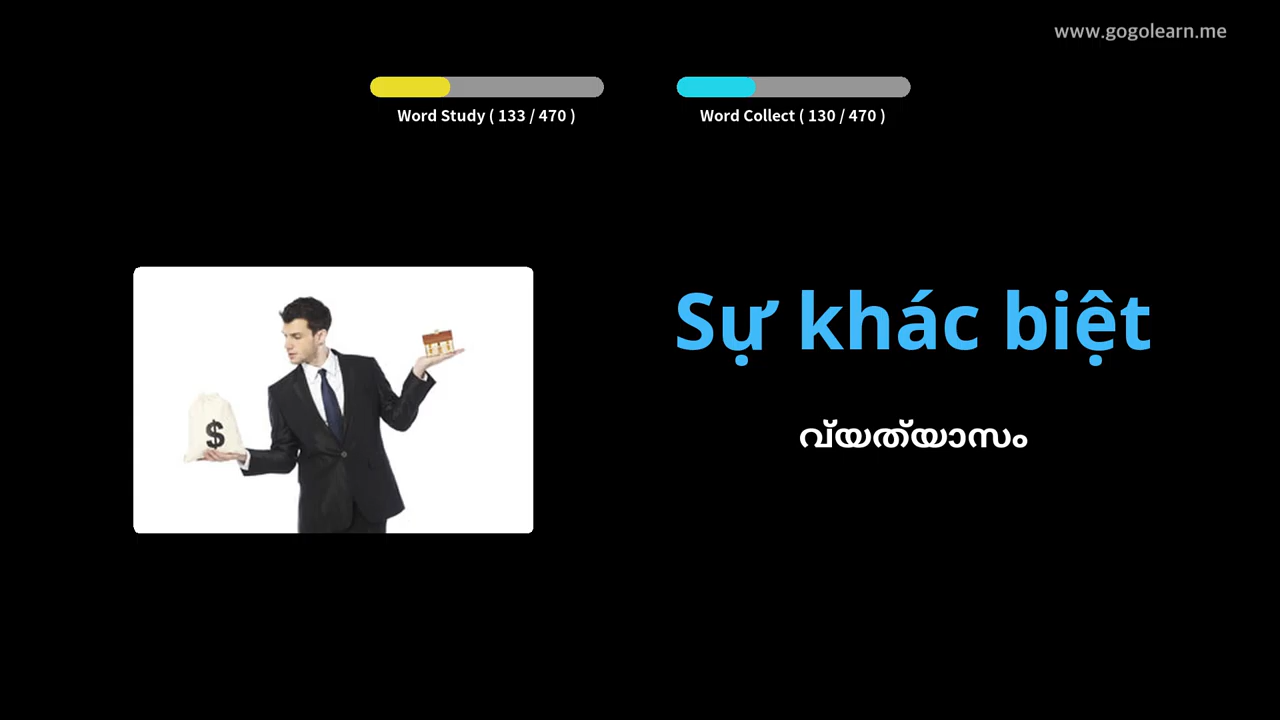 www.gogolearn.me
Word Study ( 133 / 470 )
Word Collect ( 130 / 470 )
$
Sự khác biệt
വ്യത്യാസം